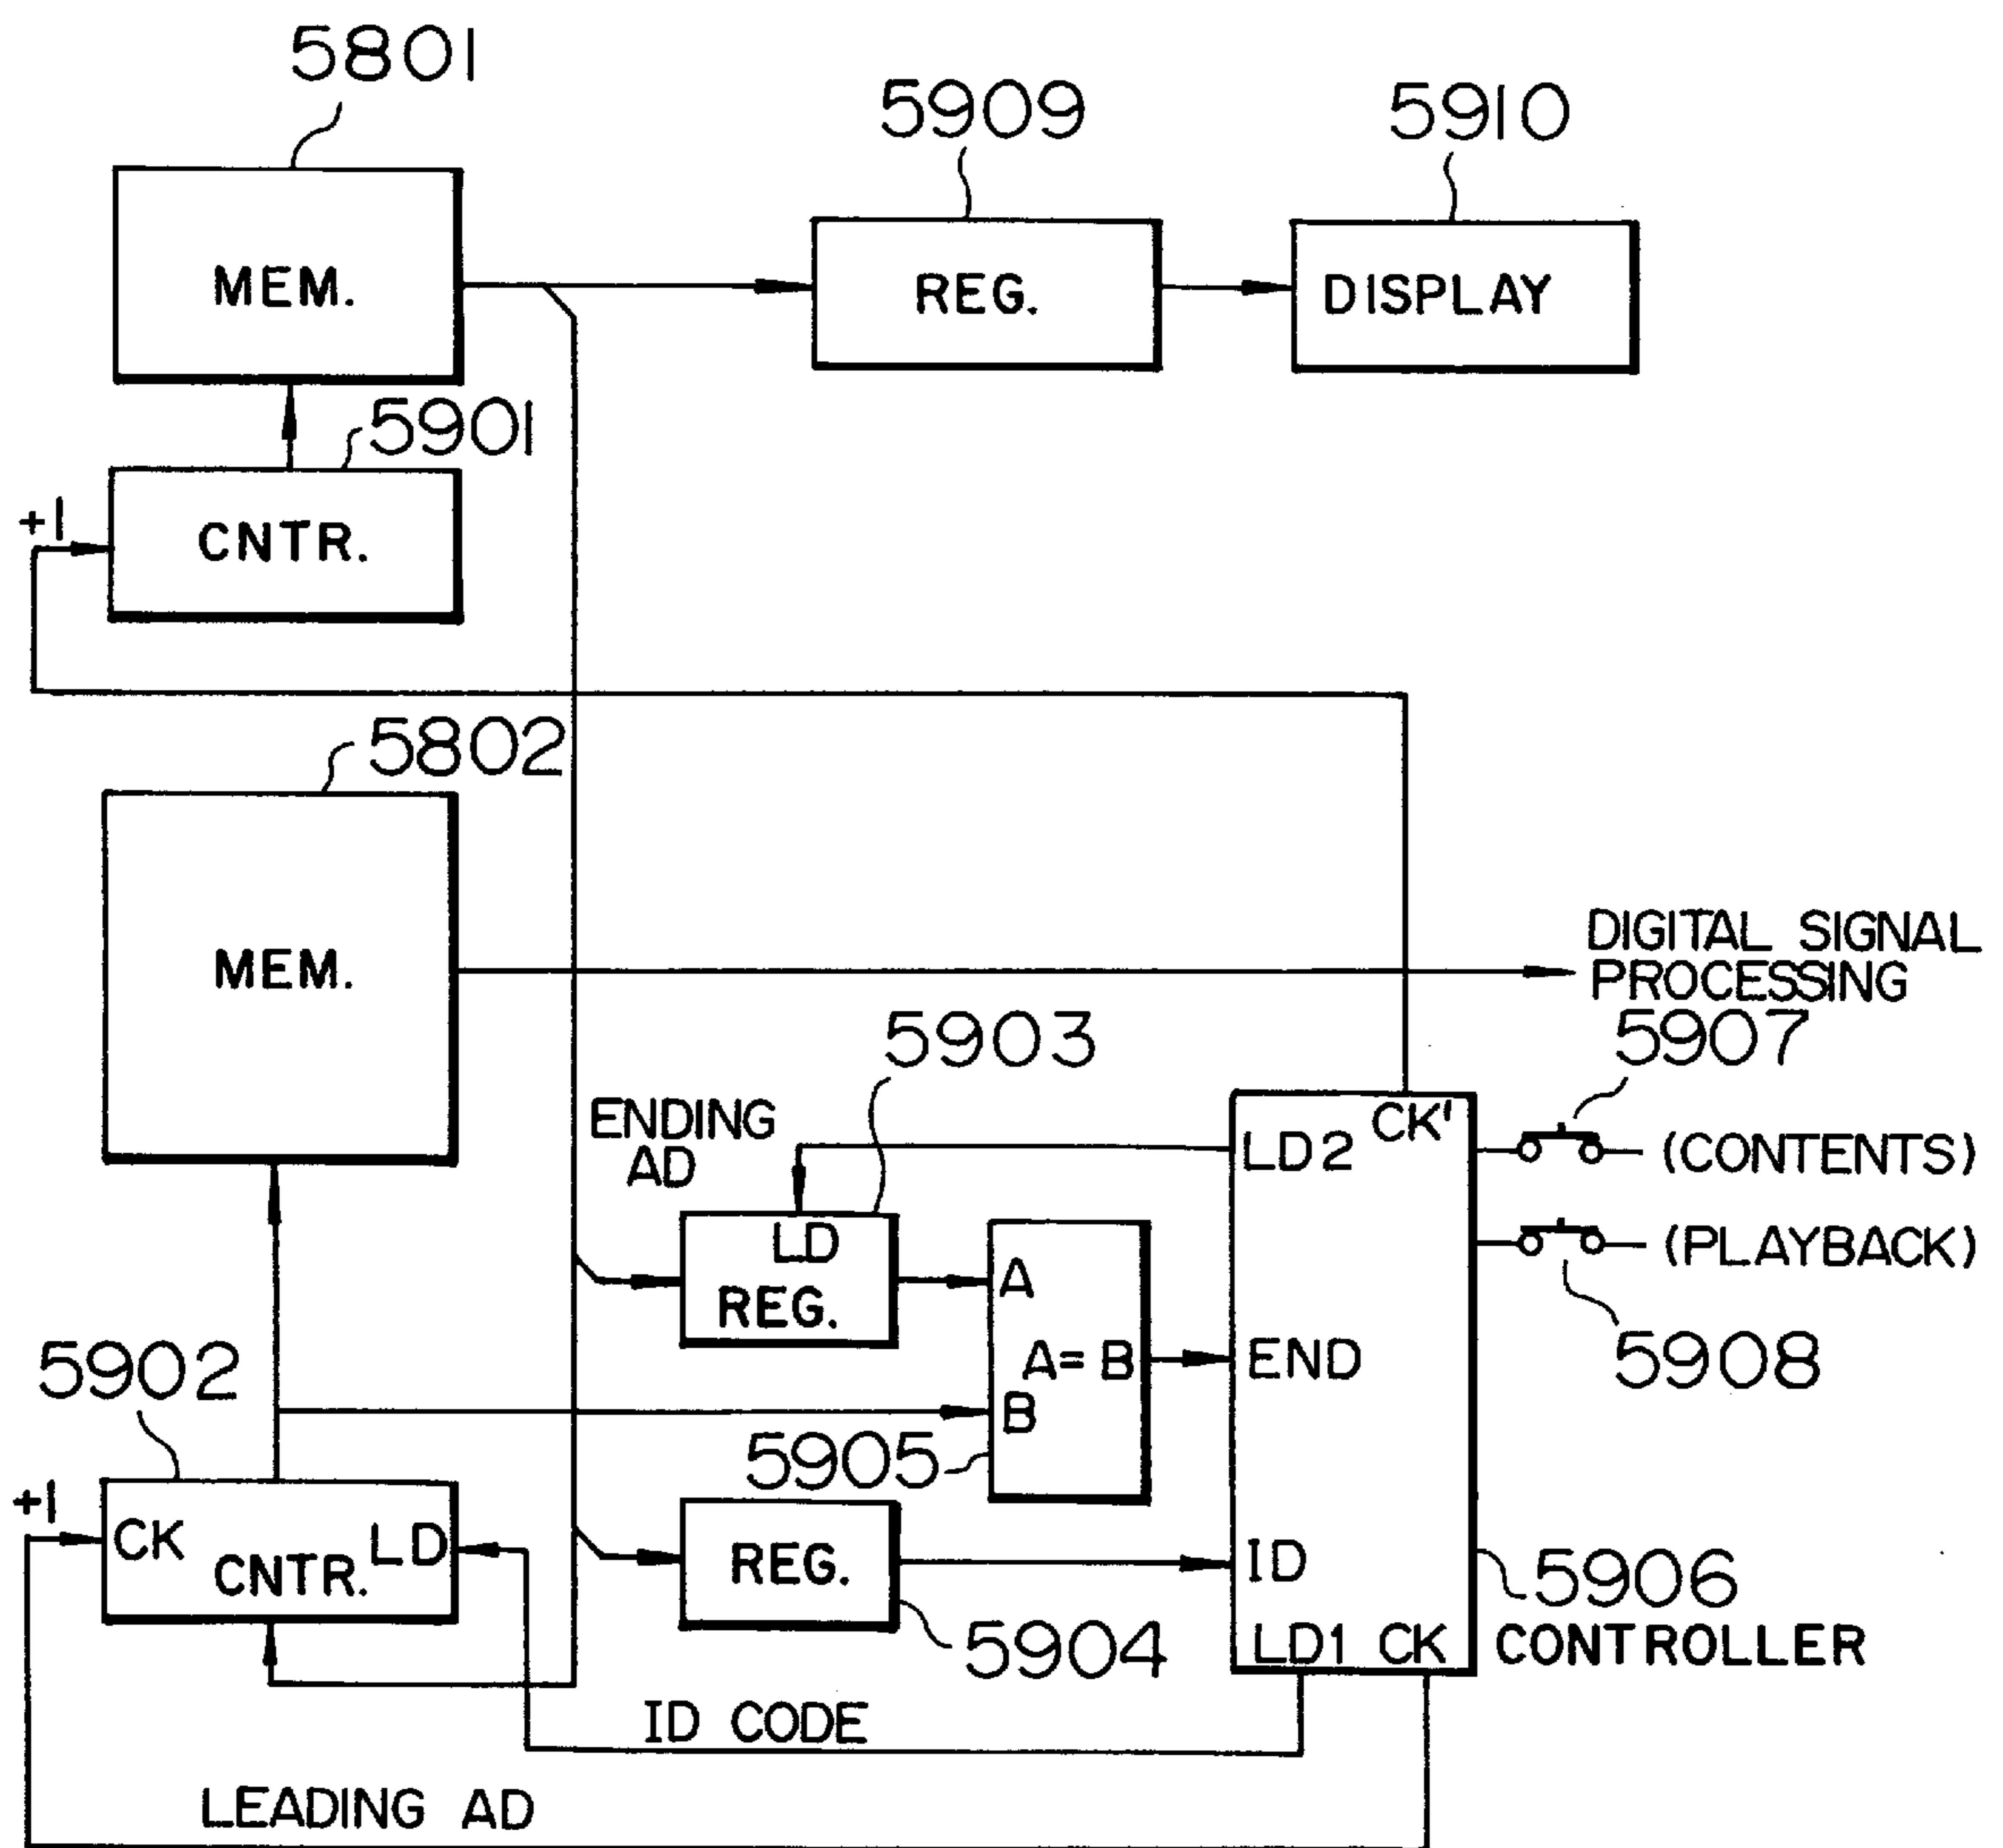 5801
5909
5910
MEM.
REG.
DISPLAY
5901
+1
CNTR.
5802
MEM.
DIGITAL SIGNAL
PROCESSING
5903
5907
ENDING
AD
LD2
CK'
(CONTENTS)
LD
REG.
A
(PLAYBACK)
A=B
END
5902
B
5908
5905
+1
CK
LD
CNTR.
REG.
ID
5906
5904
LD1
CK
CONTROLLER
ID CODE
LEADING AD